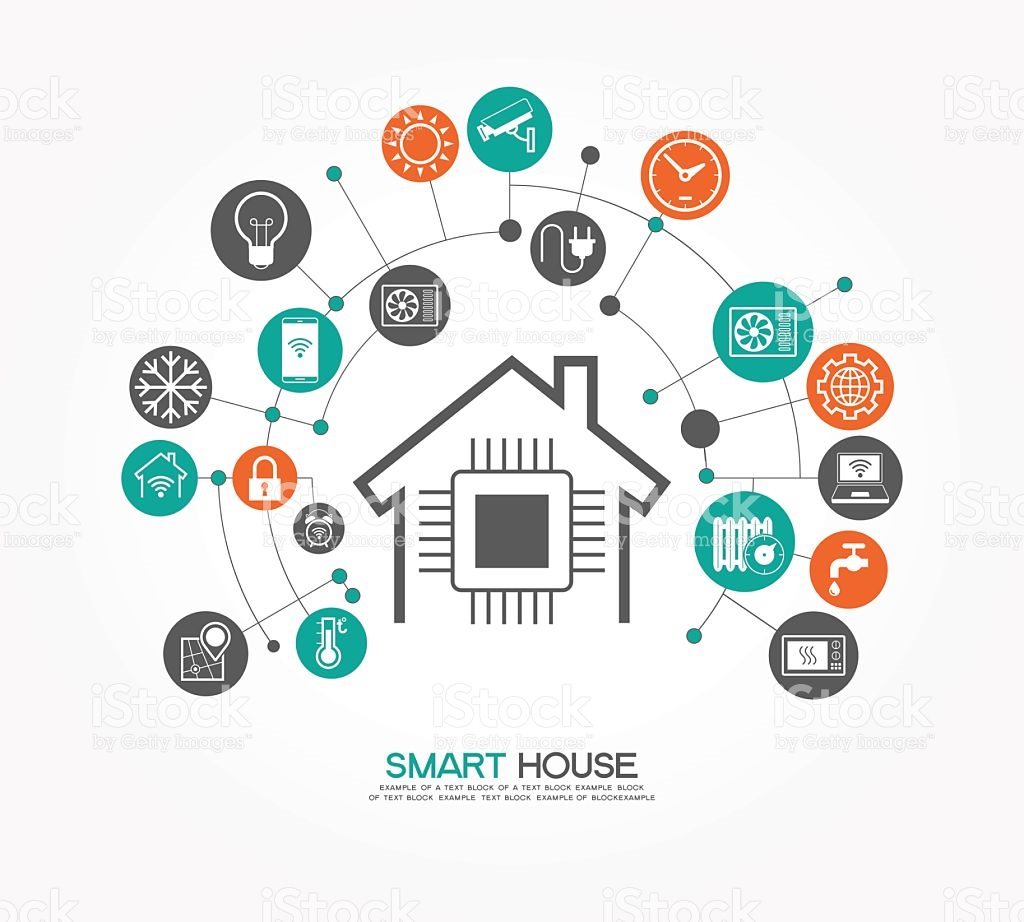 iStock
by Getty Images™
t°
SMART HOUSE
EXAMPLE OF A TEXT BLOCK OF A TEXT BLOCK EXAMPLE BLOCK
OF TEXT BLOCK EXAMPLE TEXT BLOCK EXAMPLE OF BLOCKEXAMPLE